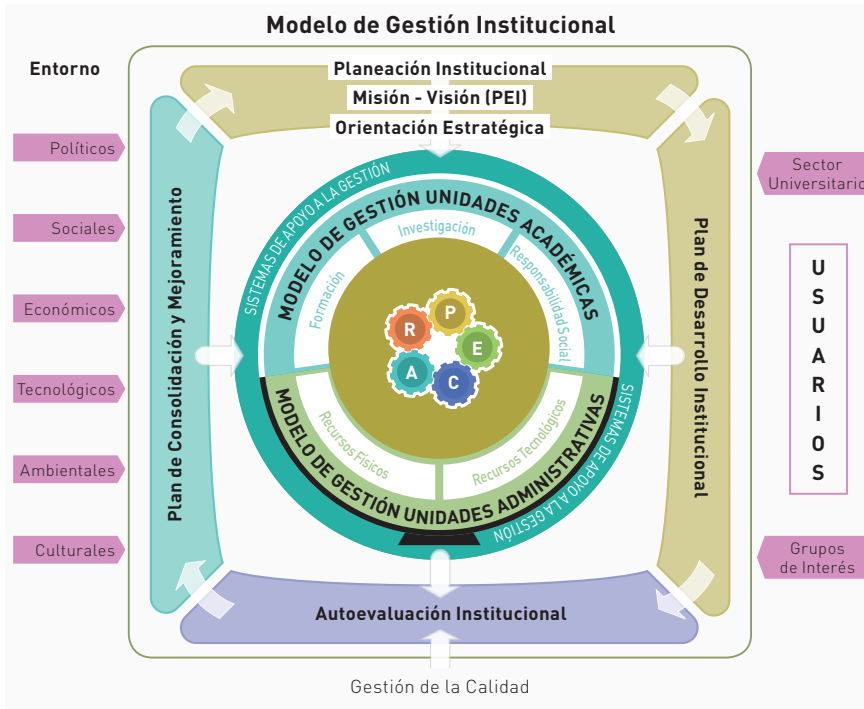 Modelo de Gestión Institucional
Entorno
Planeación Institucional
Misión - Visión (PEI)
Orientación Estratégica
Políticos
Sociales
Económicos
Tecnológicos
Ambientales
Culturales
Plan de Consolidación y Mejoramiento
SISTEMAS DE APOYO A LA GESTIÓN
MODELO DE GESTIÓN UNIDADES ACADÉMICAS
Formación
Investigación
Responsabilidad Social
R
P
E
A
C
Recursos Físicos
Recursos Tecnológicos
MODELO DE GESTIÓN UNIDADES ADMINISTRATIVAS
SISTEMAS DE APOYO A LA GESTIÓN
Plan de Desarrollo Institucional
Sector
Universitario
USUARIOS
Grupos
de Interés
Autoevaluación Institucional
Gestión de la Calidad